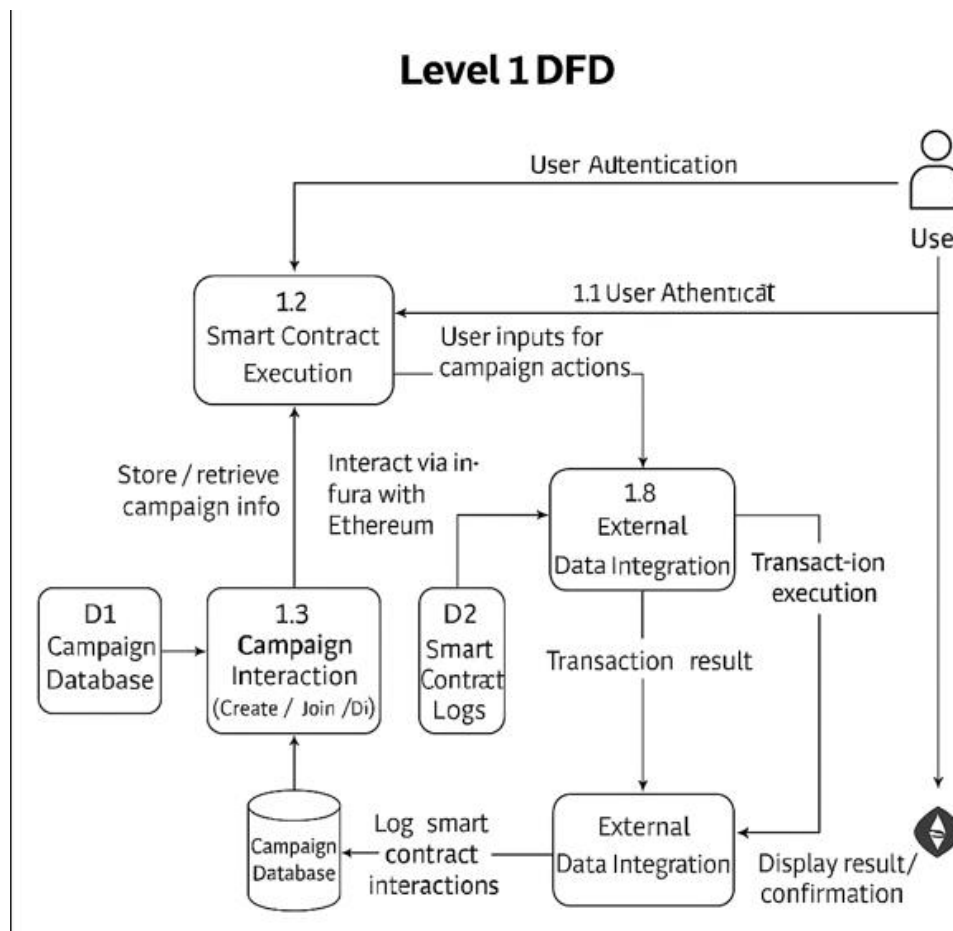 Level 1 DFD
User Autentication
Use
1.1 User Athenticat
1.2
Smart Contract
Execution
User inputs for
campaign actions
Store / retrieve
campaign info
Interact via in-
fura with
Ethereum
1.8
External
Data Integration
Transact-ion
execution
D1
Campaign
Database
1.3
Campaign
Interaction
(Create / Join /Di)
D2
Smart
Contract
Logs
Transaction result
Campaign
Database
Log smart
contract
interactions
External
Data Integration
Display result/
confirmation